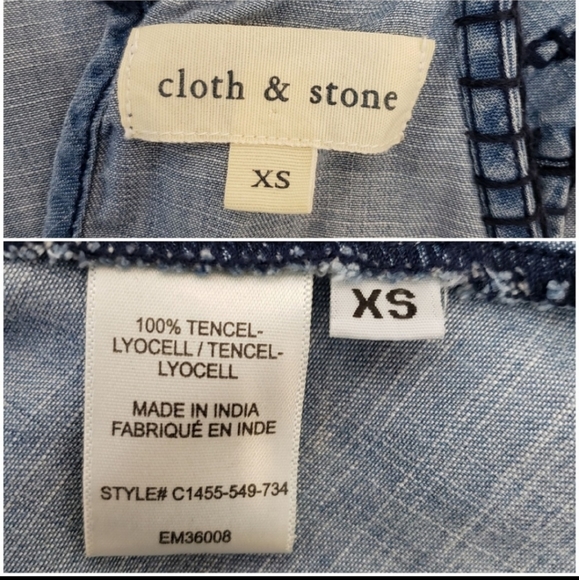 cloth & stone
XS
XS
100% TENCEL-
LYOCELL / TENCEL-
LYOCELL
MADE IN INDIA
FABRIQUÉ EN INDE
STYLE# C1455-549-734
EM36008